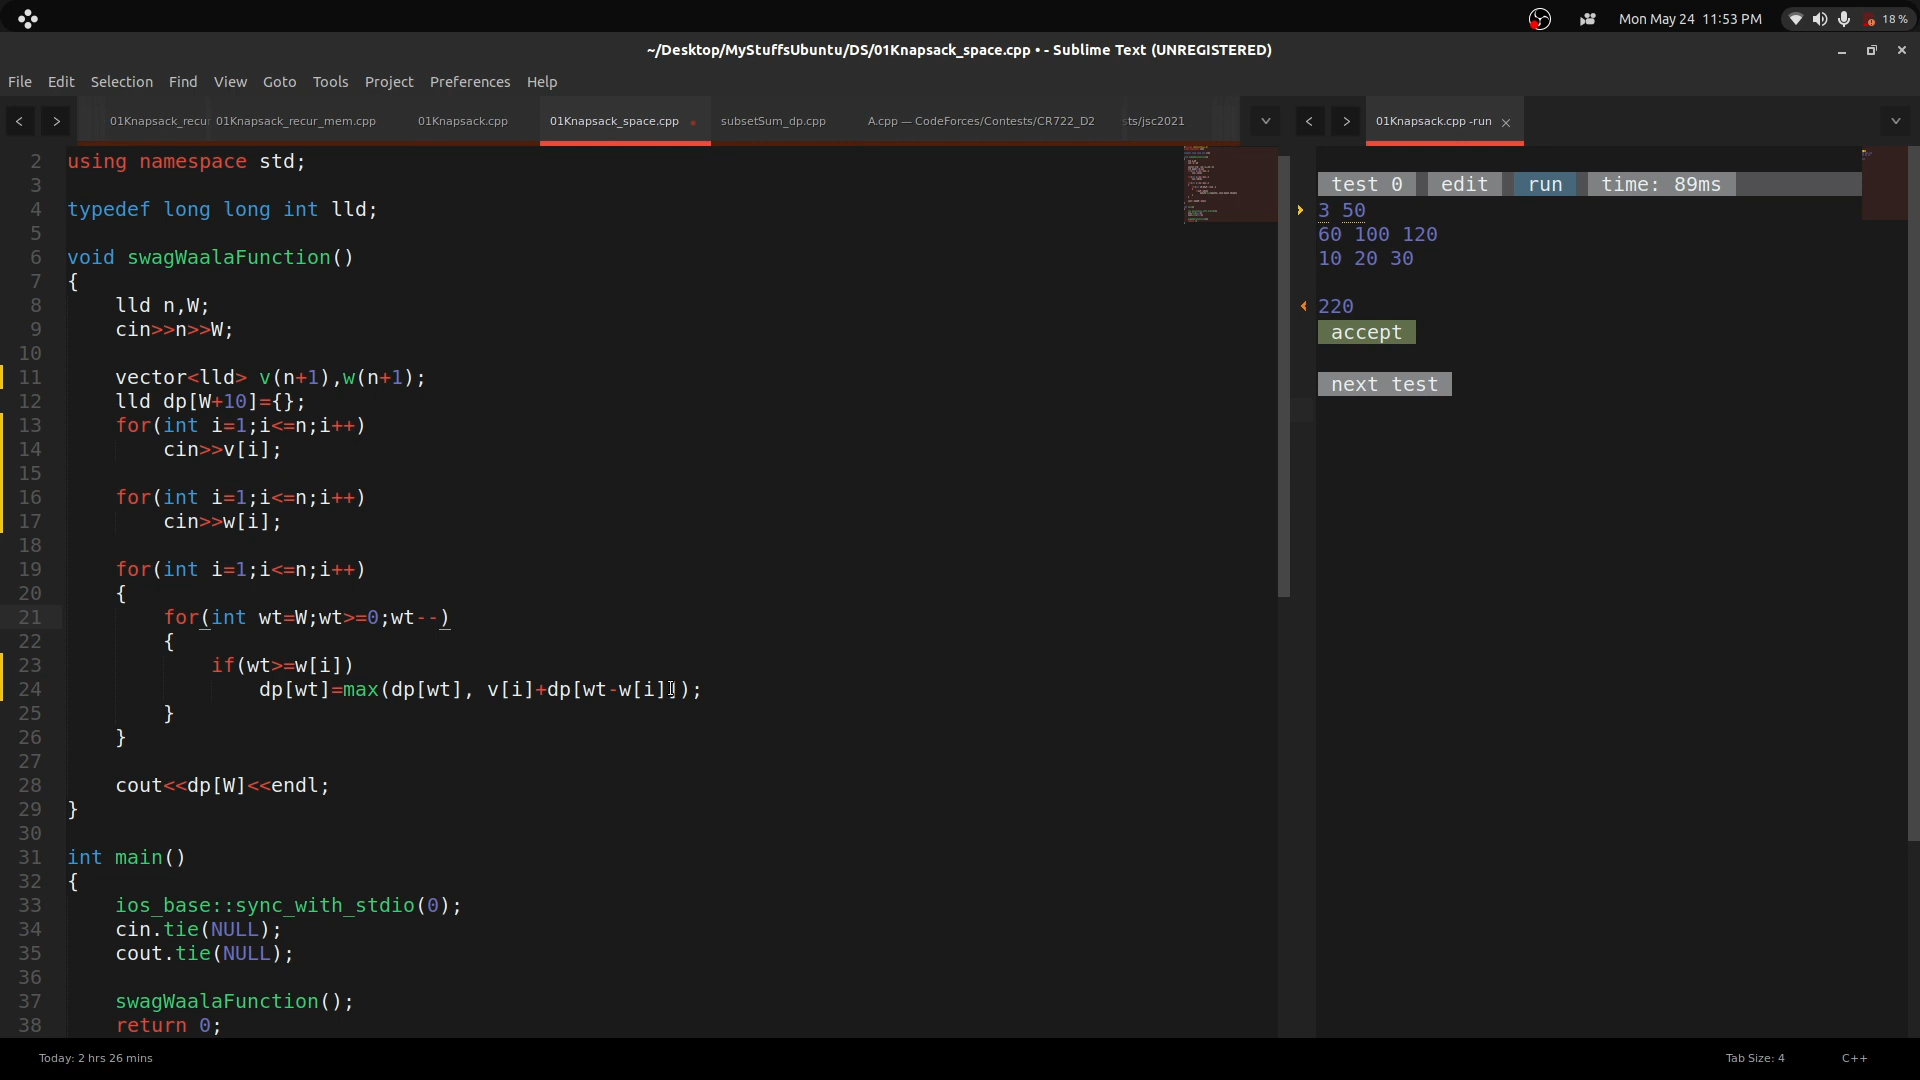 Mon May 24 11:53 PM
18 %
~/Desktop/MyStuffsUbuntu/DS/01Knapsack_space.cpp • - Sublime Text (UNREGISTERED)
File Edit Selection Find View Goto Tools Project Preferences Help
01Knapsack_recur 01Knapsack_recur_mem.cpp 01Knapsack.cpp 01Knapsack_space.cpp subsetSum_dp.cpp A.cpp — CodeForces/Contests/CR722_D2 sts/jsc2021
01Knapsack.cpp -run
2 using namespace std;
3
4 typedef long long int lld;
5
6 void swagWaalaFunction()
7 {
8 lld n,W;
9 cin>>n>>W;
10
11 vector<lld> v(n+1),w(n+1);
12 lld dp[W+10]={};
13 for(int i=1;i<=n;i++)
14 cin>>v[i];
15
16 for(int i=1;i<=n;i++)
17 cin>>w[i];
18
19 for(int i=1;i<=n;i++)
20 {
21 for(int wt=W;wt>=0;wt--)
22 {
23 if(wt>=w[i])
24 dp[wt]=max(dp[wt], v[i]+dp[wt-w[i]]);
25 }
26 }
27
28 cout<<dp[W]<<endl;
29 }
30
31 int main()
32 {
33 ios_base::sync_with_stdio(0);
34 cin.tie(NULL);
35 cout.tie(NULL);
36
37 swagWaalaFunction();
38 return 0;
test 0 edit run time: 89ms
3 50
60 100 120
10 20 30
220
accept
next test
Today: 2 hrs 26 mins
Tab Size: 4
C++